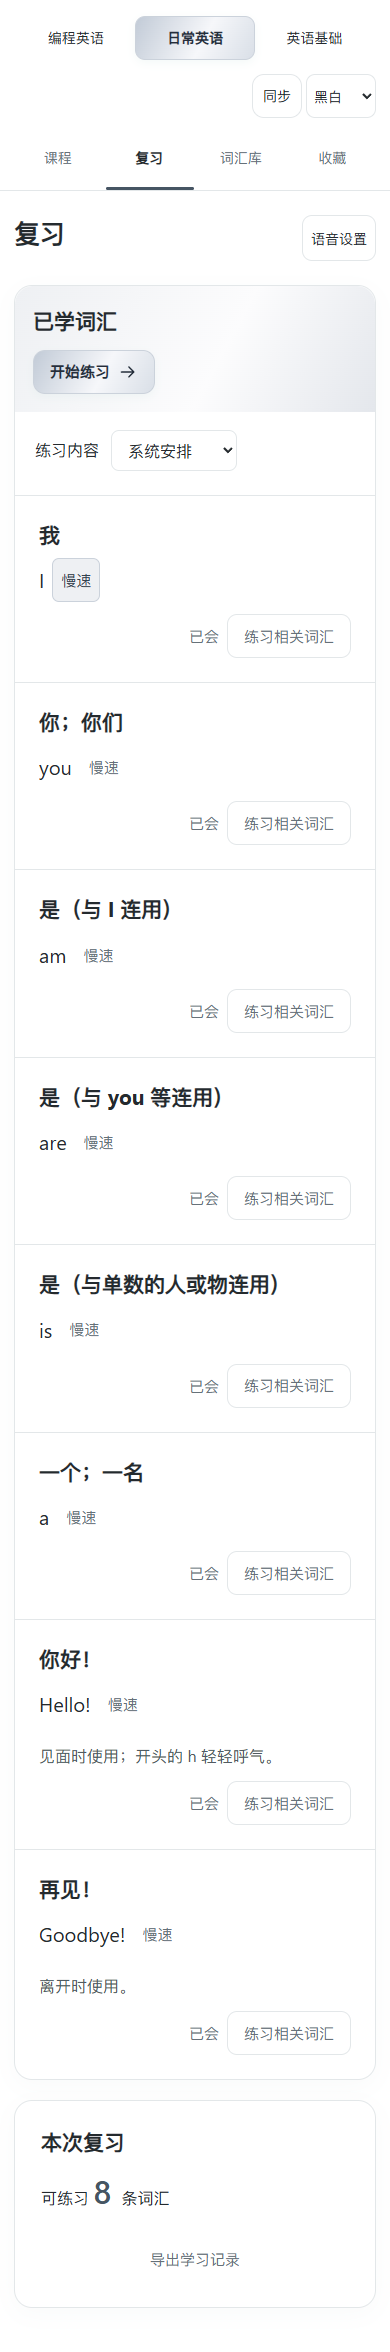 编程英语 日常英语 英语基础
同步 黑白
课程 复习 词汇库 收藏
复习 语音设置
已学词汇
开始练习 →
练习内容 系统安排
我
I 慢速
已会 练习相关词汇
你；你们
you 慢速
已会 练习相关词汇
是（与 I 连用）
am 慢速
已会 练习相关词汇
是（与 you 等连用）
are 慢速
已会 练习相关词汇
是（与单数的人或物连用）
is 慢速
已会 练习相关词汇
一个；一名
a 慢速
已会 练习相关词汇
你好！
Hello! 慢速
见面时使用；开头的 h 轻轻呼气。
已会 练习相关词汇
再见！
Goodbye! 慢速
离开时使用。
已会 练习相关词汇
本次复习
可练习 8 条词汇
导出学习记录